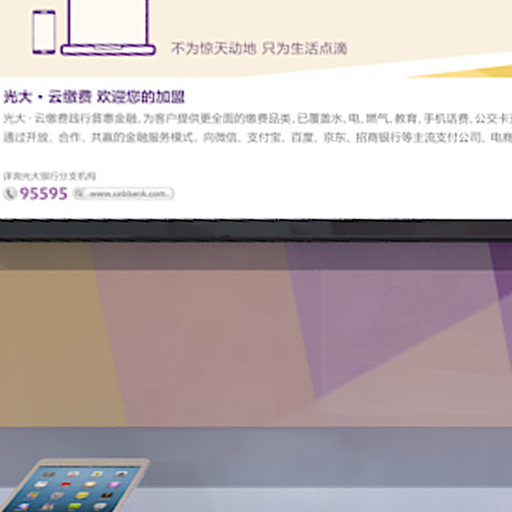 不为惊天动地 只为生活点滴
光大·云缴费 欢迎您的加盟
光大·云缴费践行普惠金融,为客户提供更全面的缴费品类,已覆盖水、电、燃气、教育、手机话费、公交卡充
通过开放、合作、共赢的金融服务模式,向微信、支付宝、百度、京东、招商银行等主流支付公司、电商
详询光大银行分支机构
95595 www.cebbank.com